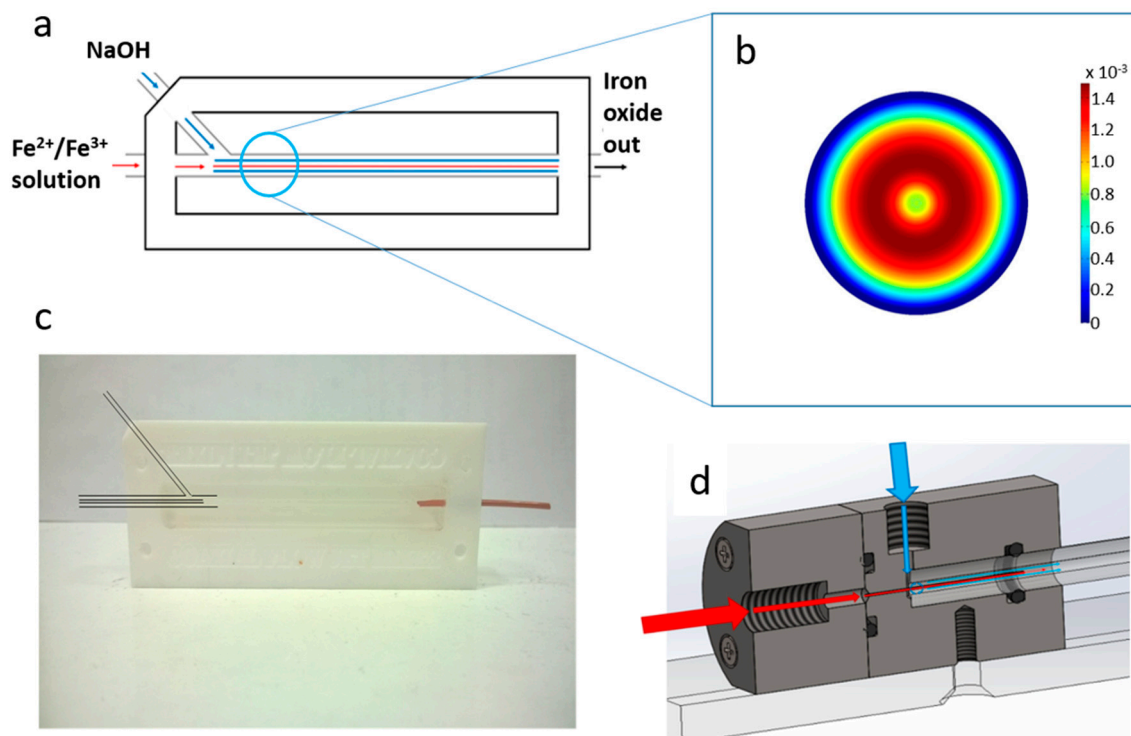 a
NaOH
Fe²⁺/Fe³⁺
solution
Iron
oxide
out
b
x 10⁻³
1.4
1.2
1.0
0.8
0.6
0.4
0.2
0
c
d